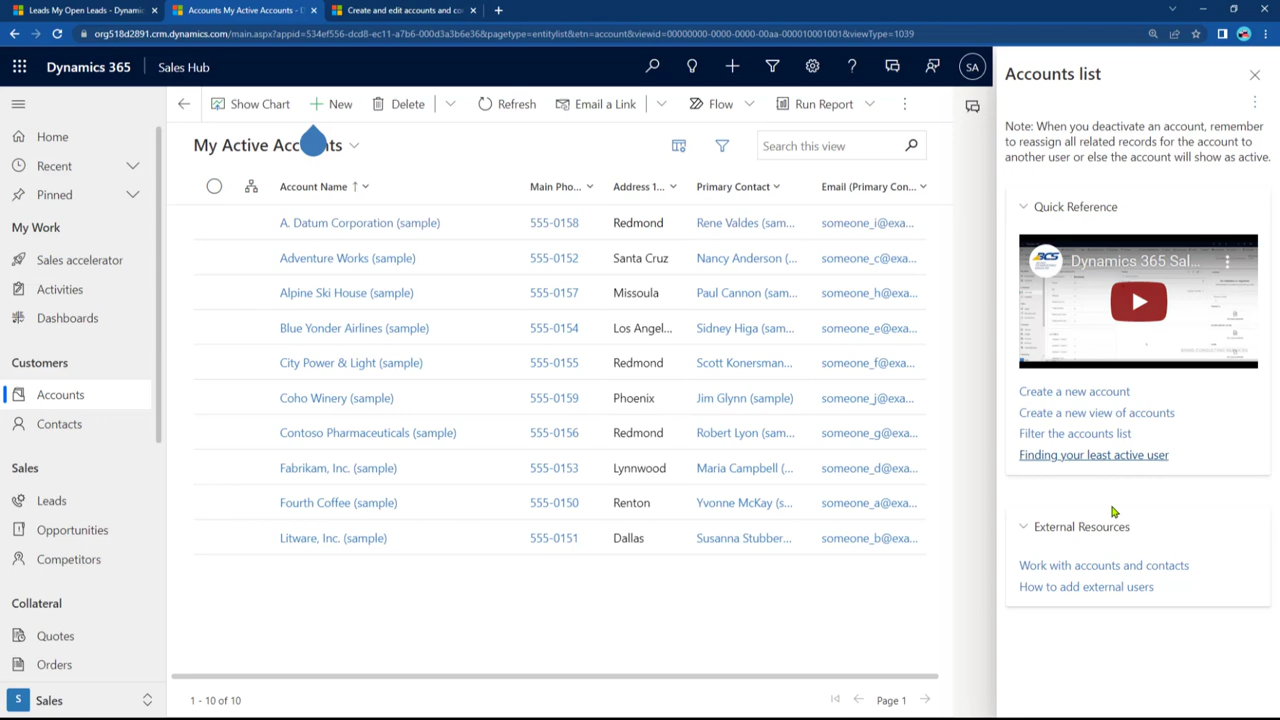 Leads My Open Leads - Dynamic
Accounts My Active Accounts - D
Create and edit accounts and co
org518d2891.crm.dynamics.com/main.aspx?appid=534ef556-dcd8-ec11-a7b6-000d3a3b6e36&pagetype=entitylist&etn=account&viewid=00000000-0000-0000-00aa-000010001001&viewType=1039
Dynamics 365
Sales Hub
SA
Show Chart
New
Delete
Refresh
Email a Link
Flow
Run Report
My Active Accounts
Search this view
Account Name ↑
Main Pho...
Address 1...
Primary Contact
Email (Primary Con...
A. Datum Corporation (sample) 555-0158 Redmond Rene Valdes (sam... someone_i@exa...
Adventure Works (sample) 555-0152 Santa Cruz Nancy Anderson (... someone_c@exa...
Alpine Ski House (sample) 555-0157 Missoula Paul Cannon (sam... someone_h@exa...
Blue Yonder Airlines (sample) 555-0154 Los Angel... Sidney Higa (sam... someone_e@exa...
City Power & Light (sample) 555-0155 Redmond Scott Konersman... someone_f@exa...
Coho Winery (sample) 555-0159 Phoenix Jim Glynn (sample) someone_j@exa...
Contoso Pharmaceuticals (sample) 555-0156 Redmond Robert Lyon (sam... someone_g@exa...
Fabrikam, Inc. (sample) 555-0153 Lynnwood Maria Campbell (... someone_d@exa...
Fourth Coffee (sample) 555-0150 Renton Yvonne McKay (s... someone_a@exa...
Litware, Inc. (sample) 555-0151 Dallas Susanna Stubber... someone_b@exa...
1 - 10 of 10
Page 1
Home
Recent
Pinned
My Work
Sales accelerator
Activities
Dashboards
Customers
Accounts
Contacts
Sales
Leads
Opportunities
Competitors
Collateral
Quotes
Orders
S
Sales
Accounts list
Note: When you deactivate an account, remember
to reassign all related records for the account to
another user or else the account will show as active.
Quick Reference
BCS
Dynamics 365 Sal...
Create a new account
Create a new view of accounts
Filter the accounts list
Finding your least active user
External Resources
Work with accounts and contacts
How to add external users